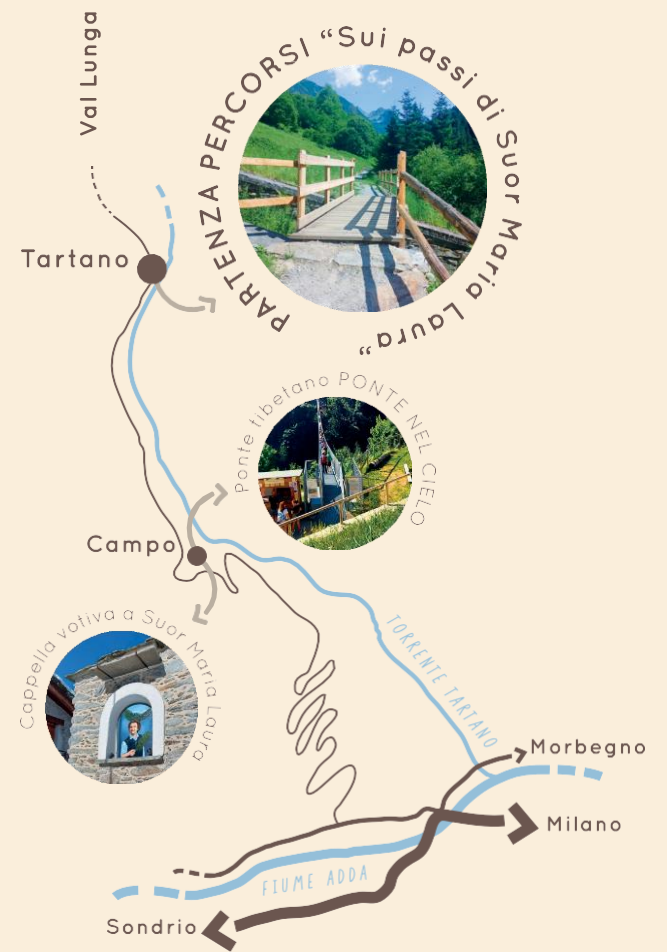 Val Lunga
PARTENZA PERCORSI “Sui passi di Suor Maria Laura”
Tartano
Ponte tibetano PONTE NEL CIELO
Campo
Cappella votiva a Suor Maria Laura
TORRENTE TARTANO
Morbegno
Milano
FIUME ADDA
Sondrio